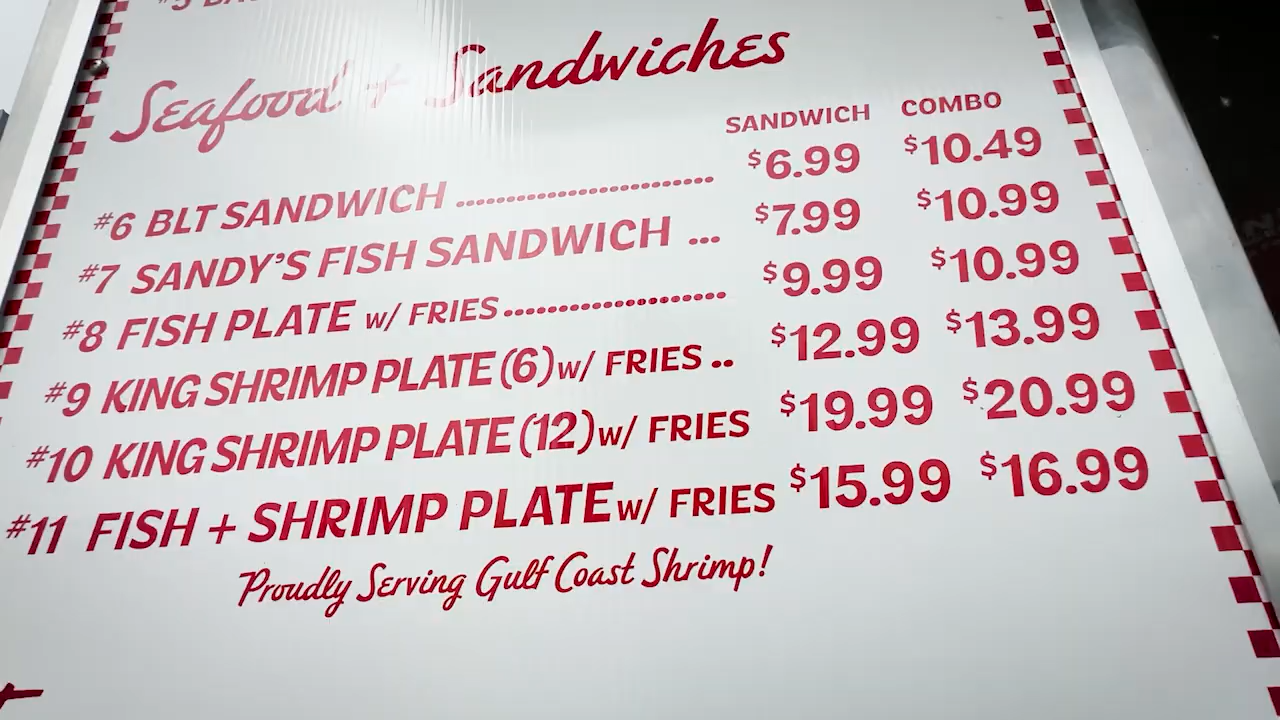 Seafood + Sandwiches
SANDWICH COMBO
#6 BLT SANDWICH .............................. $6.99 $10.49
#7 SANDY'S FISH SANDWICH ... $7.99 $10.99
#8 FISH PLATE w/ FRIES ......................... $9.99 $10.99
#9 KING SHRIMP PLATE (6) w/ FRIES .. $12.99 $13.99
#10 KING SHRIMP PLATE (12) w/ FRIES $19.99 $20.99
#11 FISH + SHRIMP PLATE w/ FRIES $15.99 $16.99
Proudly Serving Gulf Coast Shrimp!